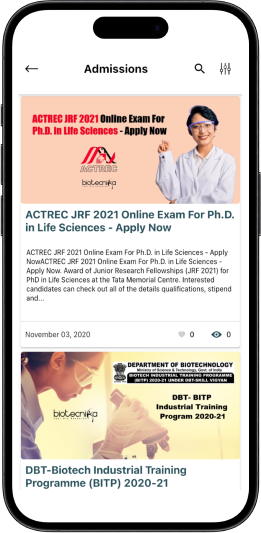 Admissions
ACTREC JRF 2021 Online Exam For
Ph.D. in Life Sciences - Apply Now
ACTREC
biotecnika
ACTREC JRF 2021 Online Exam For Ph.D.
in Life Sciences - Apply Now
ACTREC JRF 2021 Online Exam For Ph.D. in Life Sciences - Apply
NowACTREC JRF 2021 Online Exam For Ph.D. in Life Sciences -
Apply Now. Award of Junior Research Fellowships (JRF 2021) for
PhD in Life Sciences at the Tata Memorial Centre. Interested
candidates can check out all of the details qualifications, stipend
and...
November 03, 2020 0 0
DEPARTMENT OF BIOTECHNOLOGY
Ministry of Science & Technology, Govt. of India
BIOTECH INDUSTRIAL TRAINING PROGRAMME
(BITP) 2020-21 UNDER DBT-SKILL VIGYAN
biotecnika
DBT- BITP
Industrial Training
Program 2020-21
DBT-Biotech Industrial Training
Programme (BITP) 2020-21